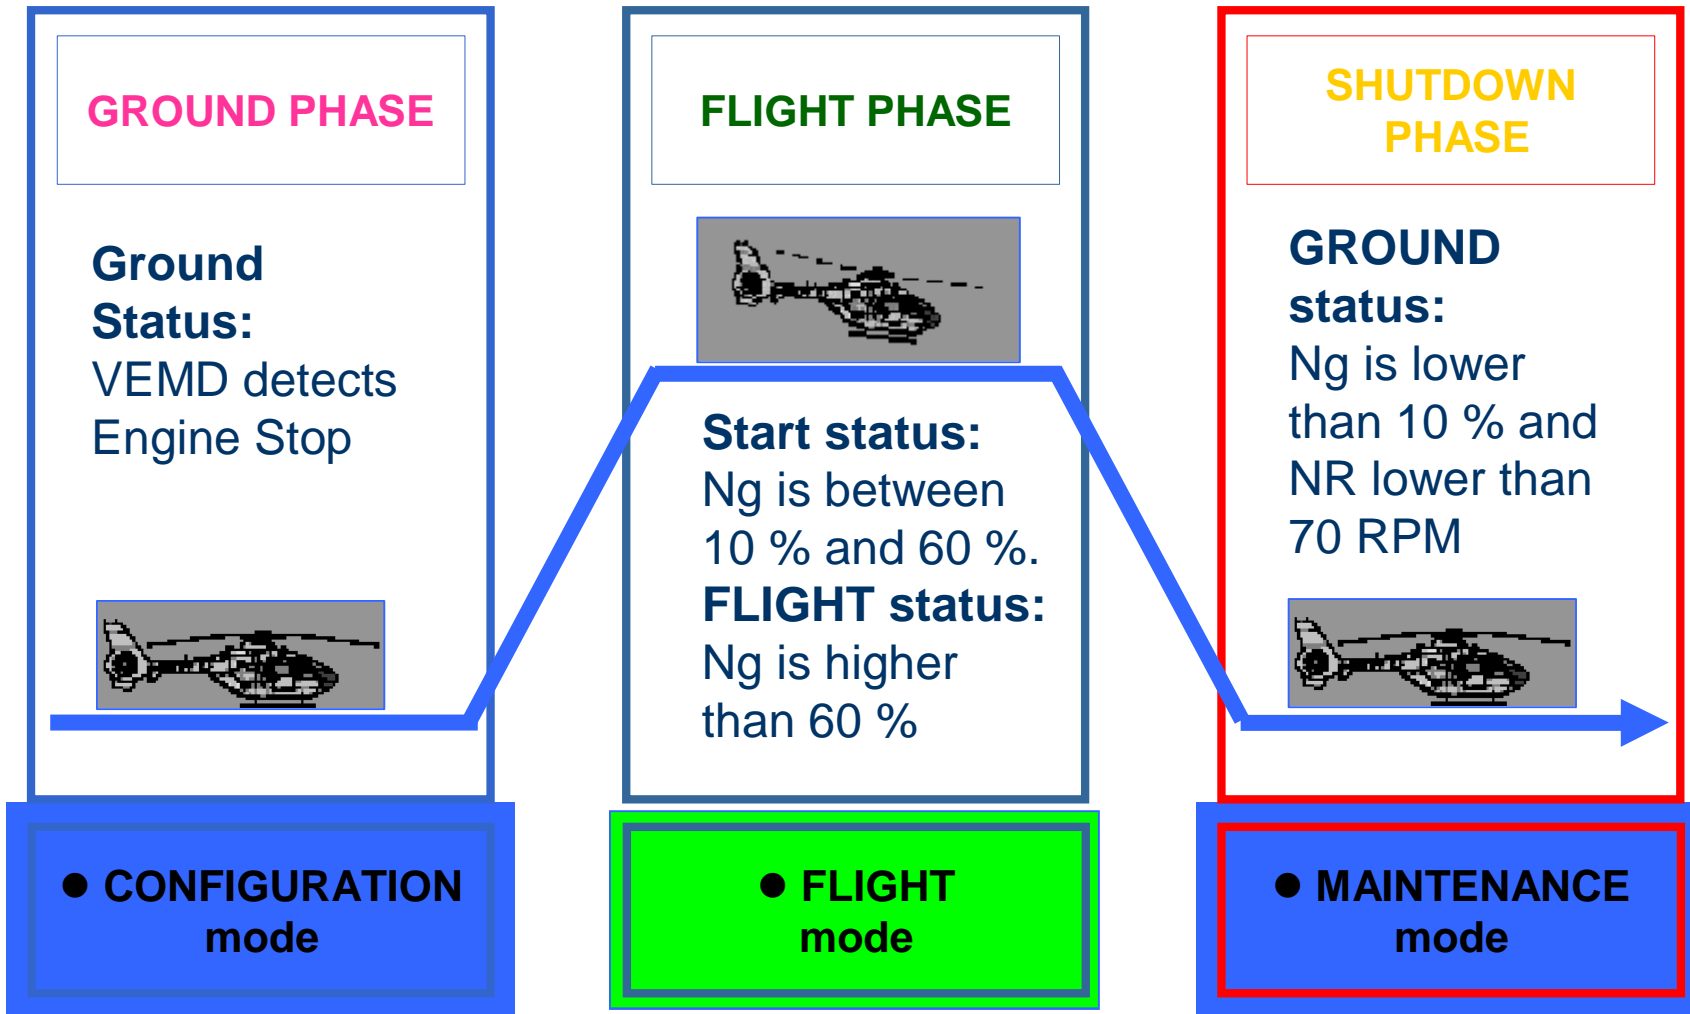 GROUND PHASE
Ground
Status:
VEMD detects
Engine Stop
● CONFIGURATION
mode
FLIGHT PHASE
Start status:
Ng is between
10 % and 60 %.
FLIGHT status:
Ng is higher
than 60 %
● FLIGHT
mode
SHUTDOWN
PHASE
GROUND
status:
Ng is lower
than 10 % and
NR lower than
70 RPM
● MAINTENANCE
mode